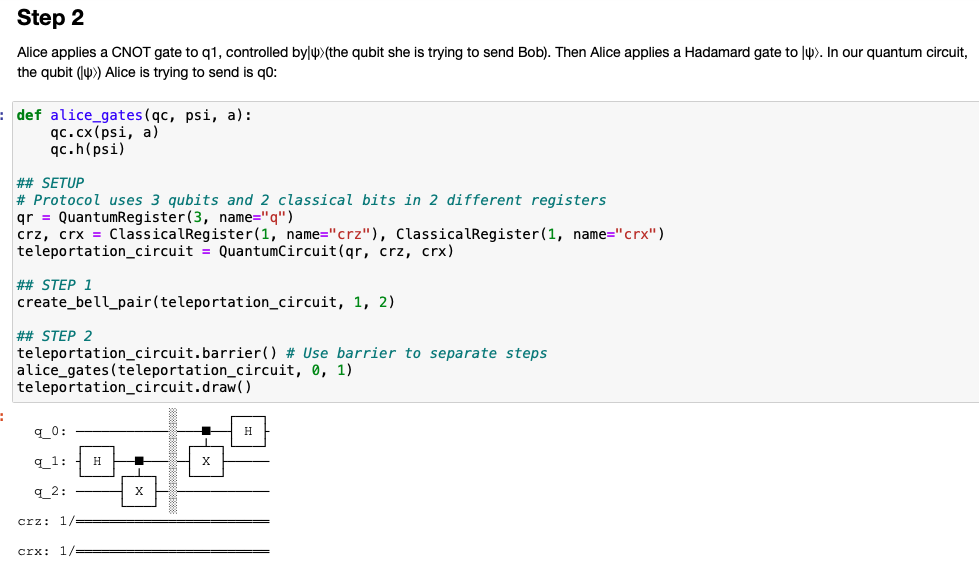 Step 2
Alice applies a CNOT gate to q1, controlled by|ψ⟩(the qubit she is trying to send Bob). Then Alice applies a Hadamard gate to |ψ⟩. In our quantum circuit,
the qubit (|ψ⟩) Alice is trying to send is q0:
def alice_gates(qc, psi, a):
    qc.cx(psi, a)
    qc.h(psi)
## SETUP
# Protocol uses 3 qubits and 2 classical bits in 2 different registers
qr = QuantumRegister(3, name="q")
crz, crx = ClassicalRegister(1, name="crz"), ClassicalRegister(1, name="crx")
teleportation_circuit = QuantumCircuit(qr, crz, crx)
## STEP 1
create_bell_pair(teleportation_circuit, 1, 2)
## STEP 2
teleportation_circuit.barrier() # Use barrier to separate steps
alice_gates(teleportation_circuit, 0, 1)
teleportation_circuit.draw()
q_0: H
q_1: H X
q_2: X
crz: 1/
crx: 1/